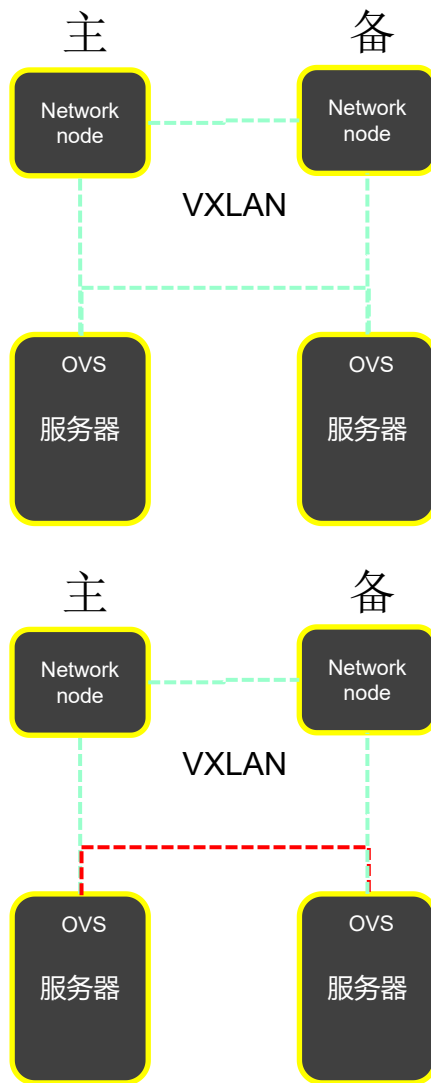 主 备
Network
node
Network
node
VXLAN
OVS
服务器
OVS
服务器
主 备
Network
node
Network
node
VXLAN
OVS
服务器
OVS
服务器